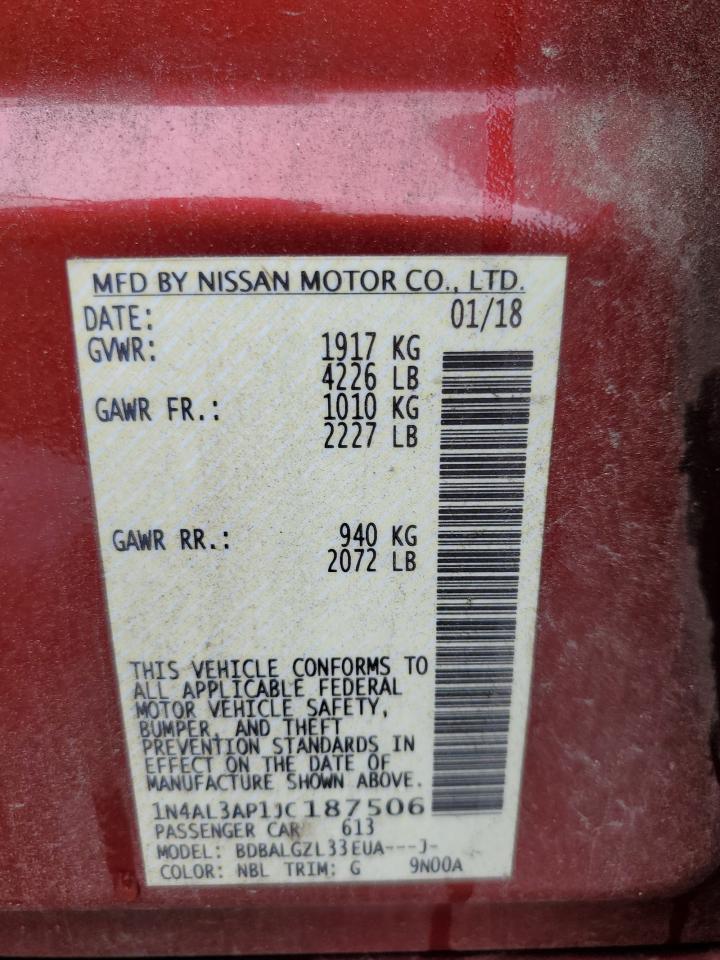 MFD BY NISSAN MOTOR CO., LTD.
DATE: 01/18
GVWR: 1917 KG
4226 LB
GAWR FR.: 1010 KG
2227 LB
GAWR RR.: 940 KG
2072 LB
THIS VEHICLE CONFORMS TO
ALL APPLICABLE FEDERAL
MOTOR VEHICLE SAFETY,
BUMPER, AND THEFT
PREVENTION STANDARDS IN
EFFECT ON THE DATE OF
MANUFACTURE SHOWN ABOVE.
1N4AL3AP1JC187506
PASSENGER CAR 613
MODEL: BDBALGZL33EUA---J-
COLOR: NBL TRIM: G 9N00A